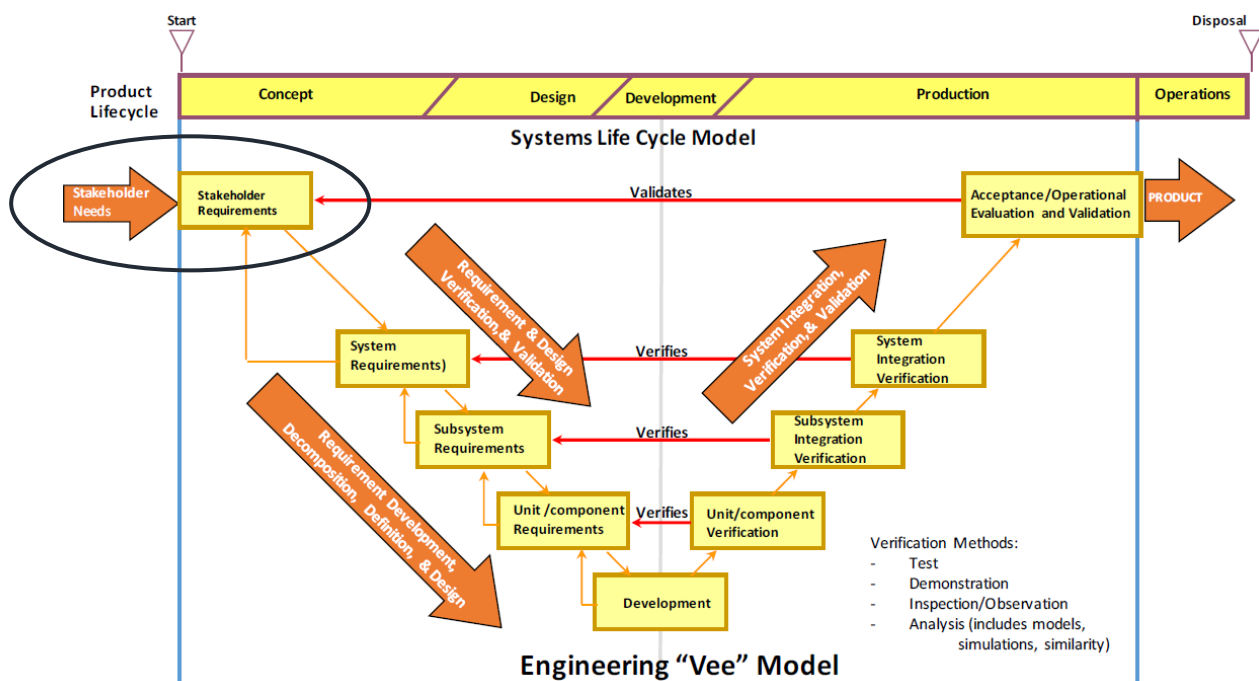 Start
Disposal
Product
Lifecycle
Concept
Design
Development
Production
Operations
Systems Life Cycle Model
Stakeholder
Needs
Stakeholder
Requirements
Validates
Acceptance/Operational
Evaluation and Validation
PRODUCT
Requirement & Design
Verification,& Validation
System Integration,
Verification,& Validation
System
Requirements)
Verifies
System
Integration
Verification
Requirement Development,
Decomposition, Definition, & Design
Subsystem
Requirements
Verifies
Subsystem
Integration
Verification
Unit /component
Requirements
Verifies
Unit/component
Verification
Development
Verification Methods:
- Test
- Demonstration
- Inspection/Observation
- Analysis (includes models,
simulations, similarity)
Engineering “Vee” Model